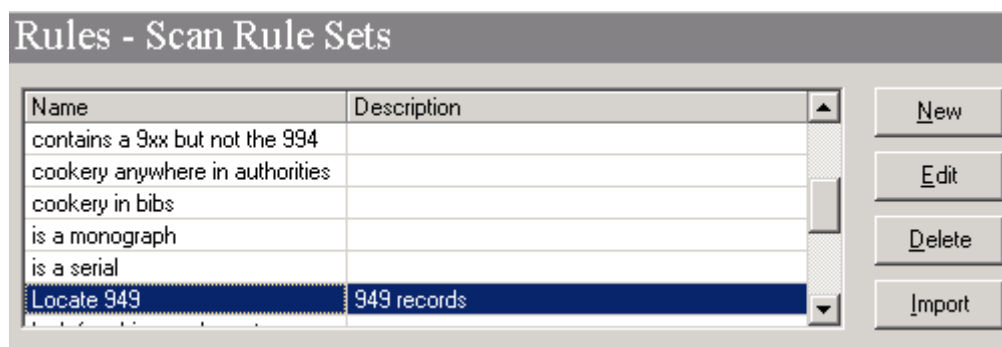 Rules - Scan Rule Sets
Name Description
New
contains a 9xx but not the 994
cookery anywhere in authorities
Edit
cookery in bibs
is a monograph
Delete
is a serial
Locate 949 949 records
Import